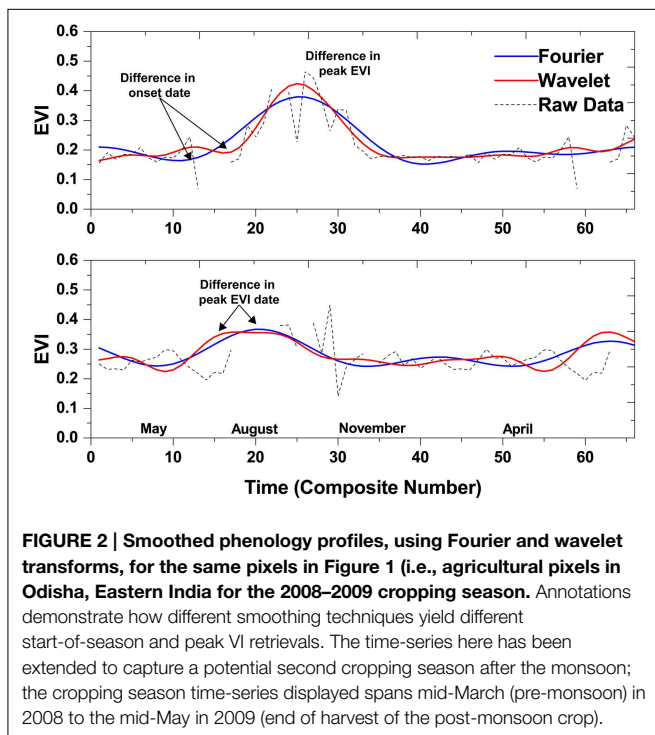 0.6
0.5
0.4
0.3
0.2
0.1
0.0
EVI
Difference in
onset date
Difference in
peak EVI
Fourier
Wavelet
Raw Data
0 10 20 30 40 50 60
0.6
0.5
0.4
0.3
0.2
0.1
0.0
EVI
Difference in
peak EVI date
May August November April
0 10 20 30 40 50 60
Time (Composite Number)
FIGURE 2 | Smoothed phenology profiles, using Fourier and wavelet
transforms, for the same pixels in Figure 1 (i.e., agricultural pixels in
Odisha, Eastern India for the 2008–2009 cropping season. Annotations
demonstrate how different smoothing techniques yield different
start-of-season and peak VI retrievals. The time-series here has been
extended to capture a potential second cropping season after the monsoon;
the cropping season time-series displayed spans mid-March (pre-monsoon) in
2008 to the mid-May in 2009 (end of harvest of the post-monsoon crop).